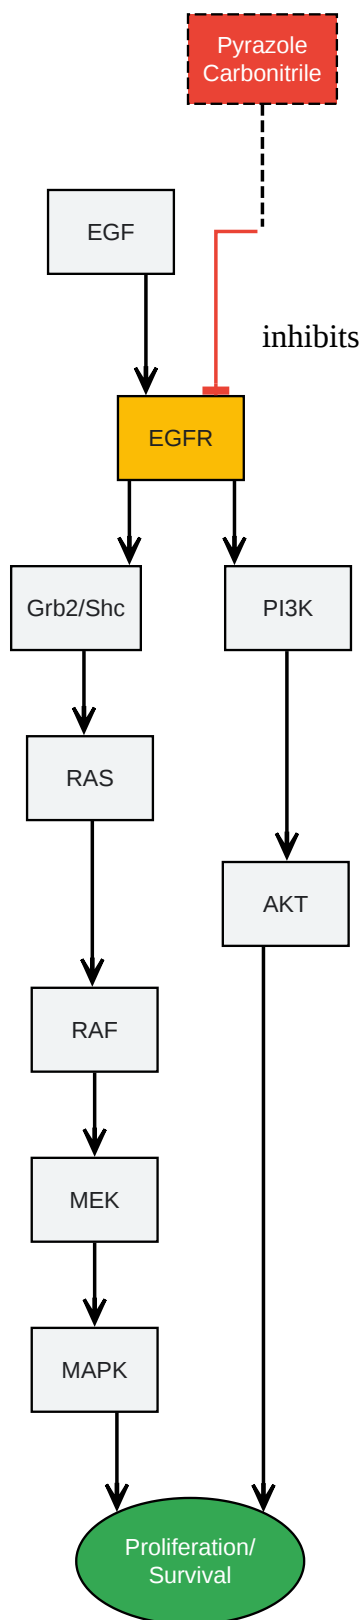 Pyrazole
Carbonitrile
EGF
inhibits
EGFR
Grb2/Shc
PI3K
RAS
AKT
RAF
MEK
MAPK
Proliferation/
Survival